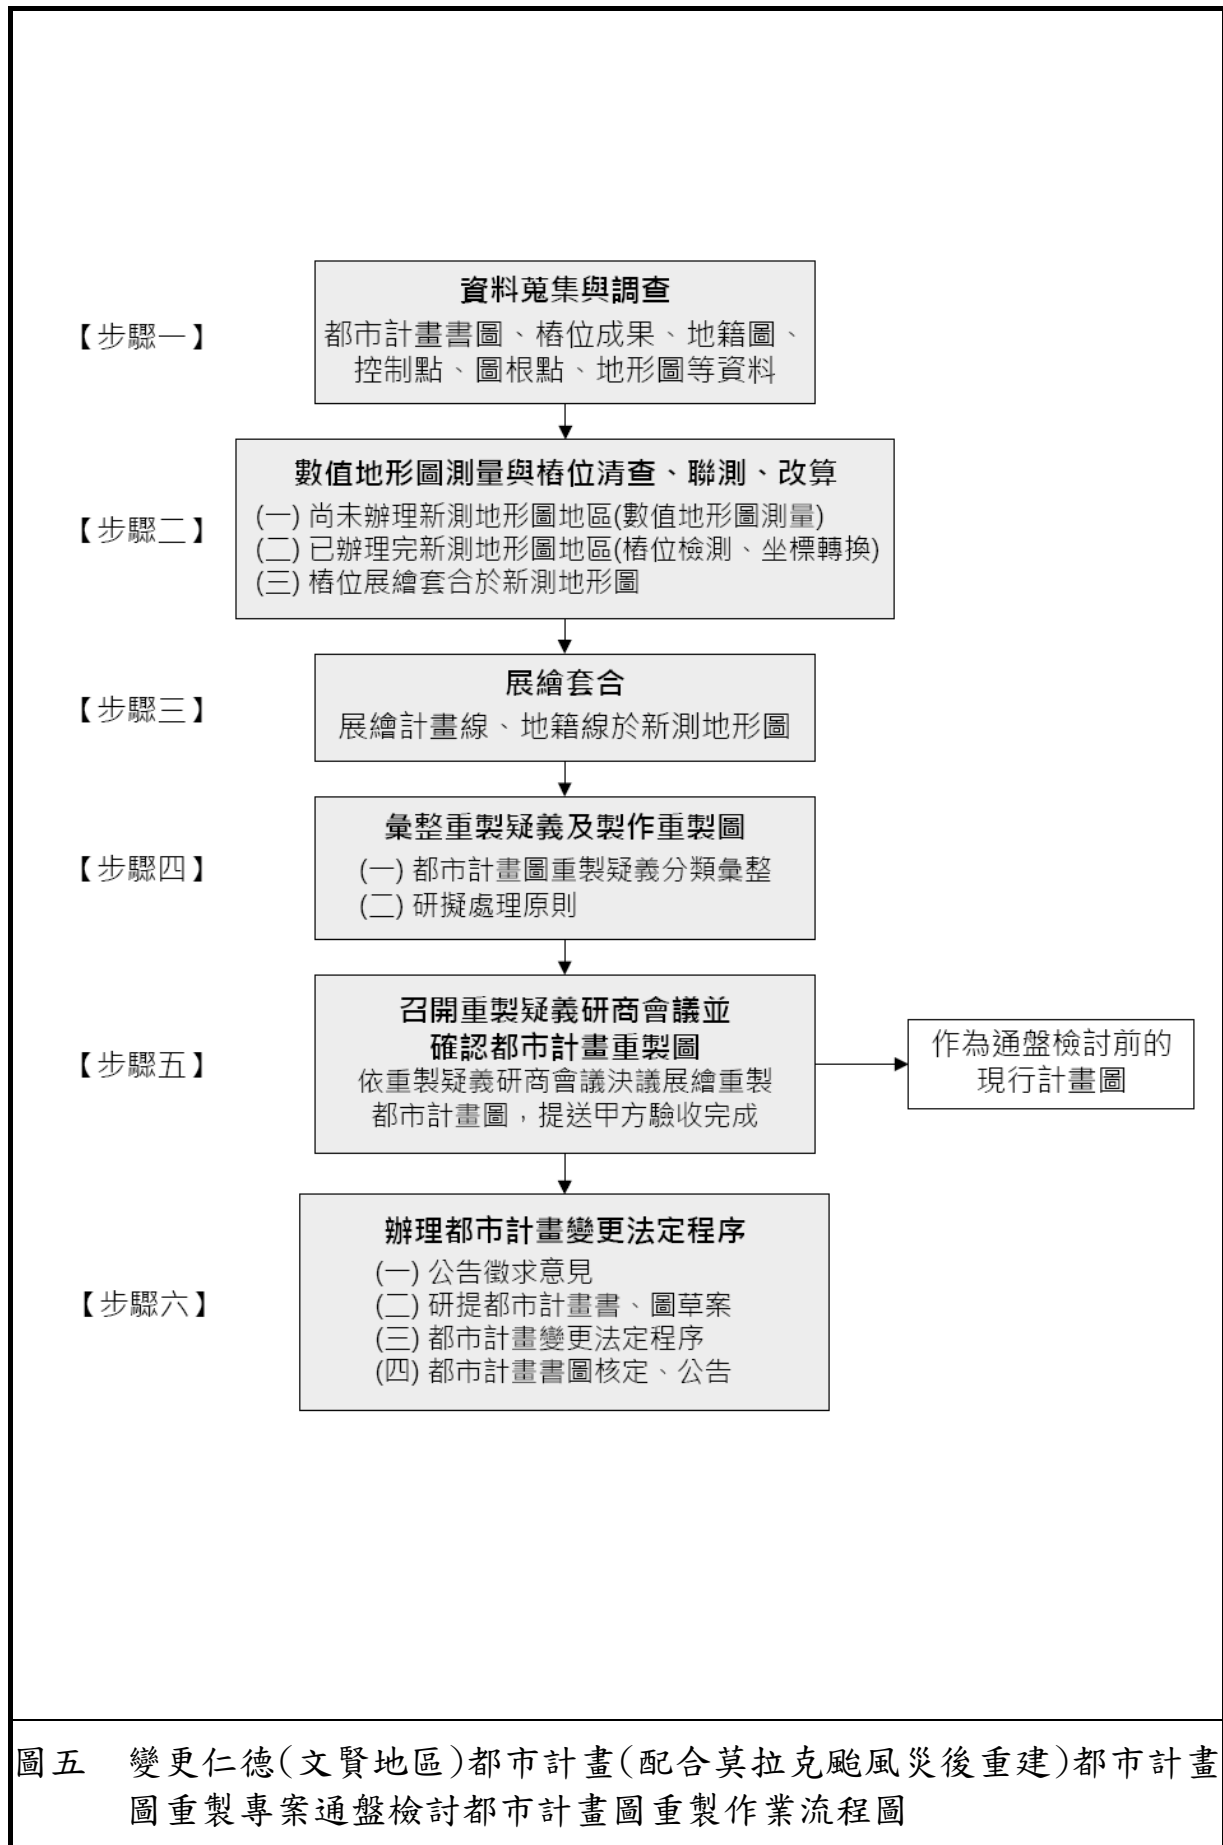 資料蒐集與調查
【步驟一】
都市計畫書圖、樁位成果、地籍圖、
控制點、圖根點、地形圖等資料
數值地形圖測量與樁位清查、聯測、改算
【步驟二】
(一) 尚未辦理新測地形圖地區(數值地形圖測量)
(二) 已辦理完新測地形圖地區(樁位檢測、坐標轉換)
(三) 樁位展繪套合於新測地形圖
展繪套合
【步驟三】
展繪計畫線、地籍線於新測地形圖
彙整重製疑義及製作重製圖
【步驟四】
(一) 都市計畫圖重製疑義分類彙整
(二) 研擬處理原則
召開重製疑義研商會議並
確認都市計畫重製圖
【步驟五】
依重製疑義研商會議決議展繪重製
都市計畫圖，提送甲方驗收完成
作為通盤檢討前的
現行計畫圖
辦理都市計畫變更法定程序
【步驟六】
(一) 公告徵求意見
(二) 研提都市計畫書、圖草案
(三) 都市計畫變更法定程序
(四) 都市計畫書圖核定、公告
圖五 變更仁德(文賢地區)都市計畫(配合莫拉克颱風災後重建)都市計畫
圖重製專案通盤檢討都市計畫圖重製作業流程圖